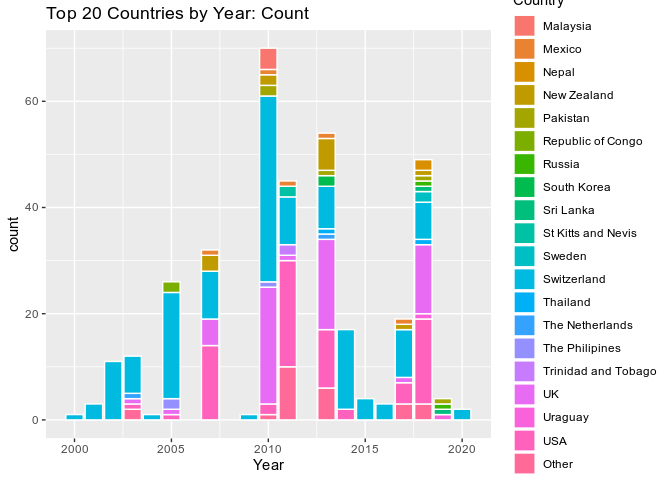 Top 20 Countries by Year: Count
Country
Malaysia
Mexico
Nepal
New Zealand
Pakistan
Republic of Congo
Russia
South Korea
Sri Lanka
St Kitts and Nevis
Sweden
Switzerland
Thailand
The Netherlands
The Philipines
Trinidad and Tobago
UK
Uraguay
USA
Other
count
60
40
20
0
2000
2005
2010
2015
2020
Year